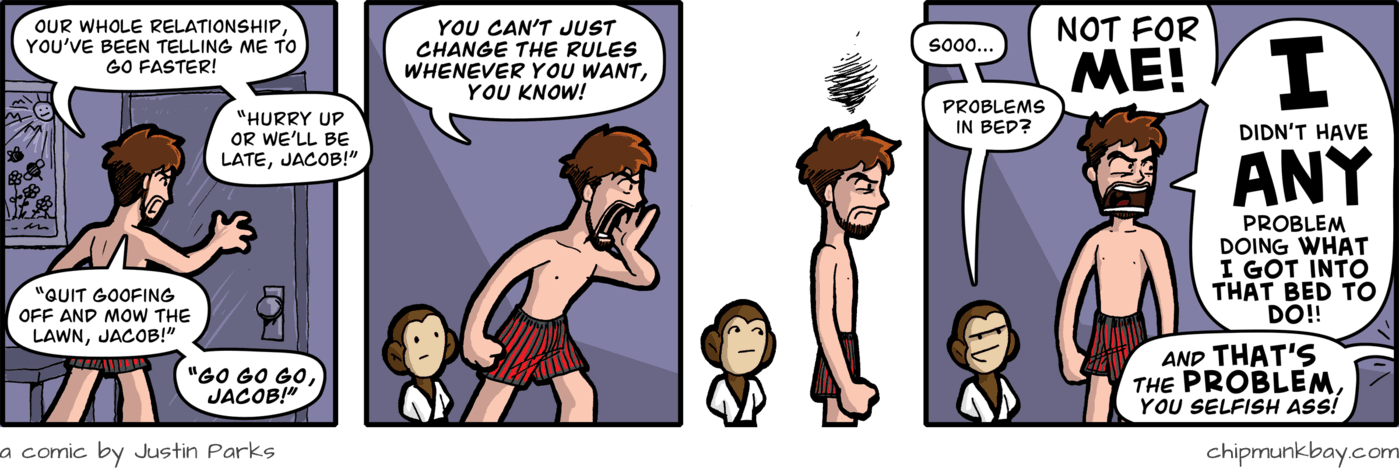 OUR WHOLE RELATIONSHIP,
YOU'VE BEEN TELLING ME TO
GO FASTER!
"HURRY UP
OR WE'LL BE
LATE, JACOB!"
"QUIT GOOFING
OFF AND MOW THE
LAWN, JACOB!"
"GO GO GO,
JACOB!"
YOU CAN'T JUST
CHANGE THE RULES
WHENEVER YOU WANT,
YOU KNOW!
SOOO...
PROBLEMS
IN BED?
NOT FOR
ME!
I
DIDN'T HAVE
ANY
PROBLEM
DOING WHAT
I GOT INTO
THAT BED TO
DO!!
AND THAT'S
THE PROBLEM,
YOU SELFISH ASS!
a comic by Justin Parks
chipmunkbay.com